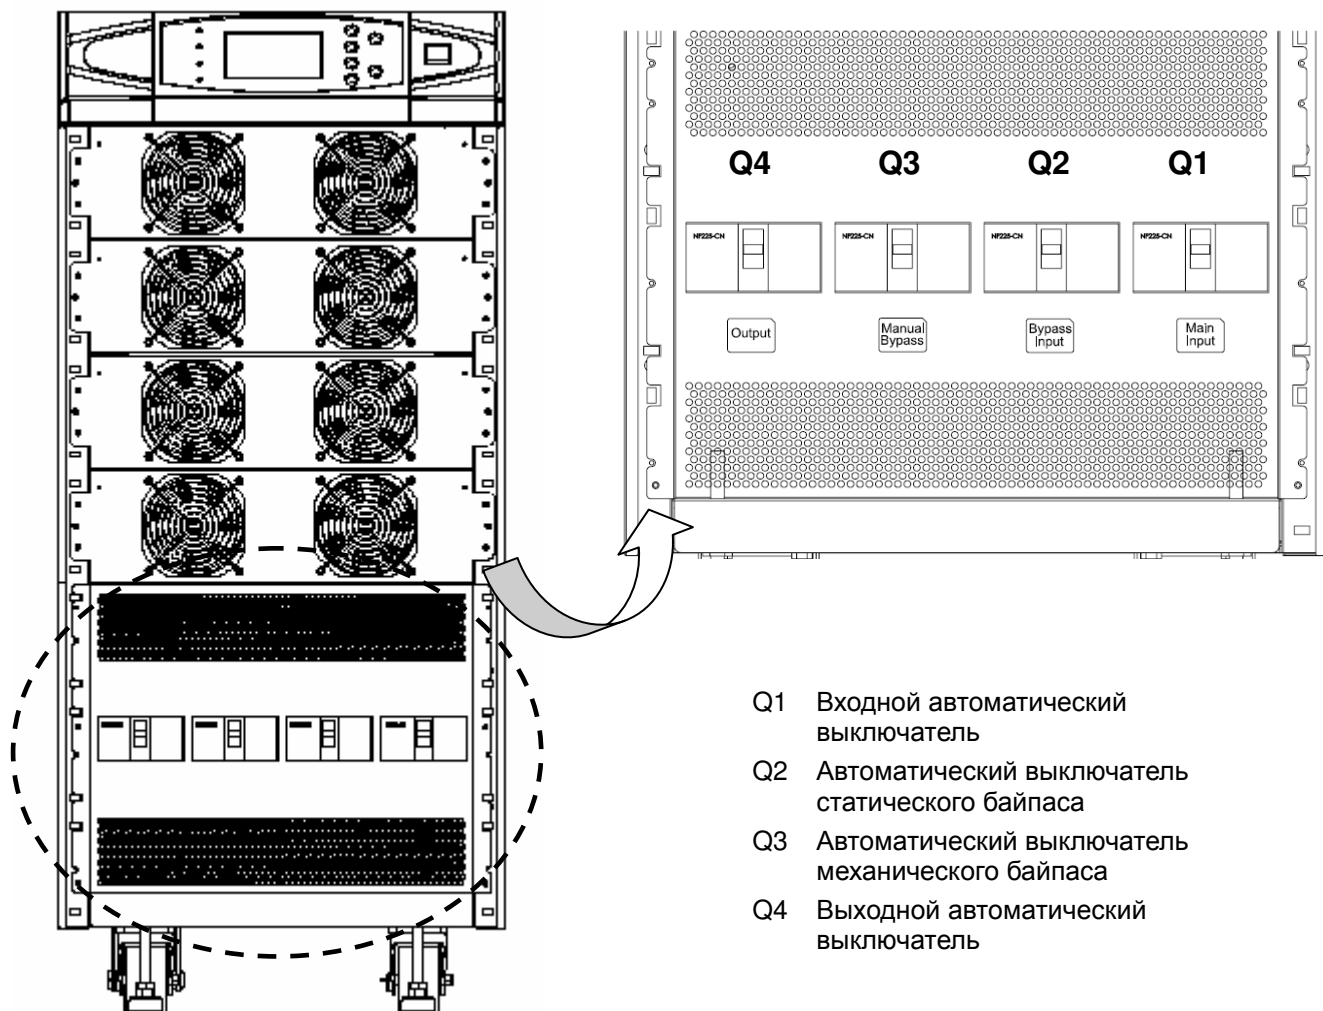 Q4 Q3 Q2 Q1
NF225-CN NF225-CN NF225-CN NF225-CN
Output
Manual
Bypass
Bypass
Input
Main
Input
Q1 Входной автоматический
выключатель
Q2 Автоматический выключатель
статического байпаса
Q3 Автоматический выключатель
механического байпаса
Q4 Выходной автоматический
выключатель